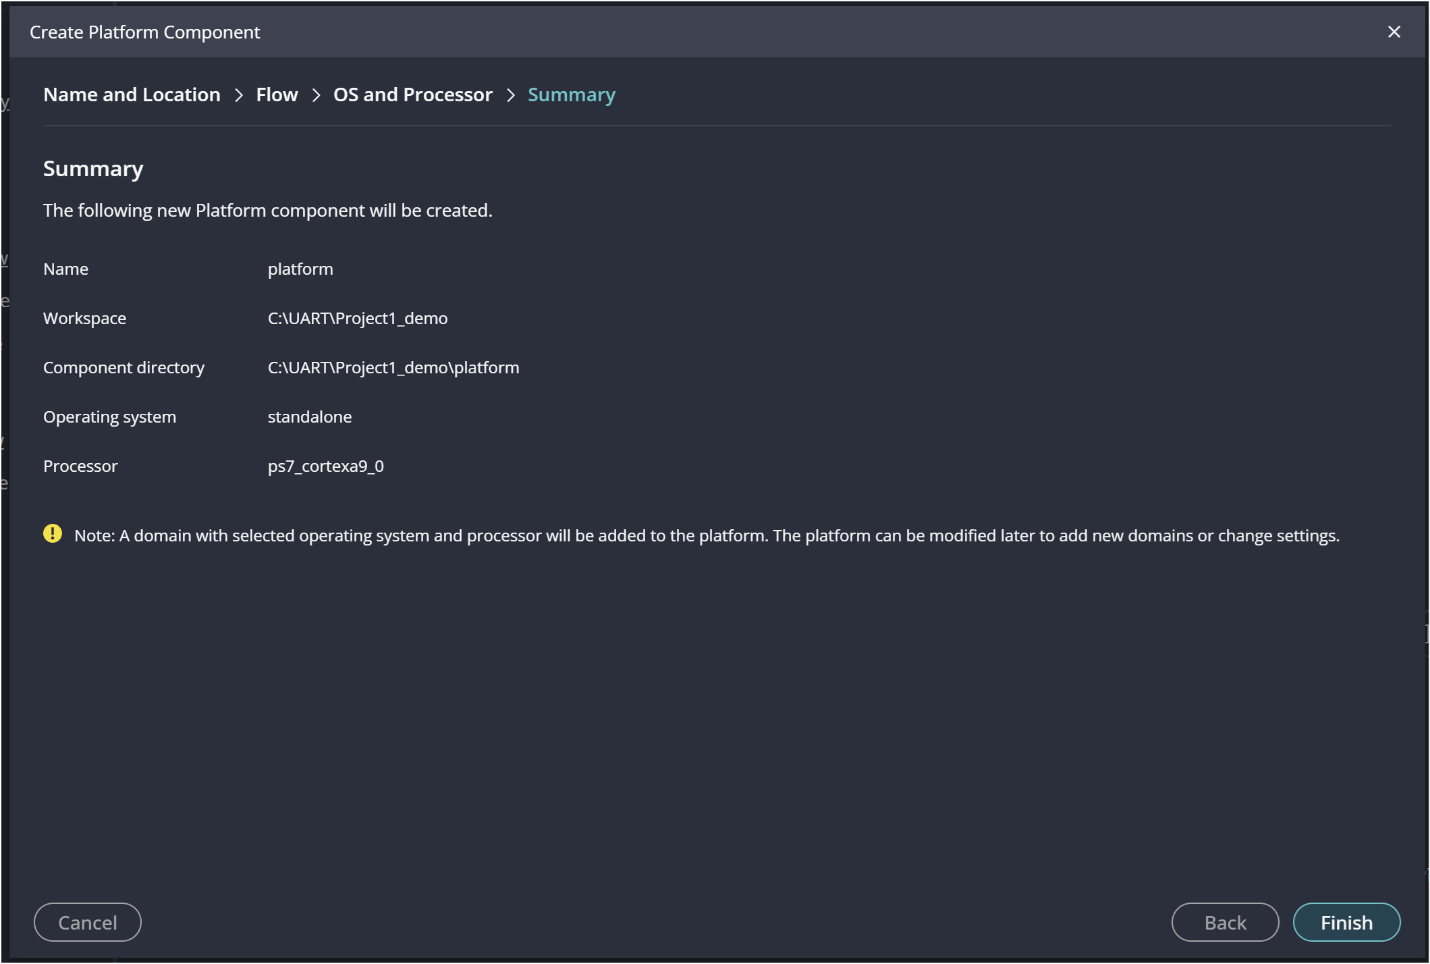 Create Platform Component
Name and Location > Flow > OS and Processor > Summary
Summary
The following new Platform component will be created.
Name platform
Workspace C:\UART\Project1_demo
Component directory C:\UART\Project1_demo\platform
Operating system standalone
Processor ps7_cortexa9_0
Note: A domain with selected operating system and processor will be added to the platform. The platform can be modified later to add new domains or change settings.
Cancel Back Finish